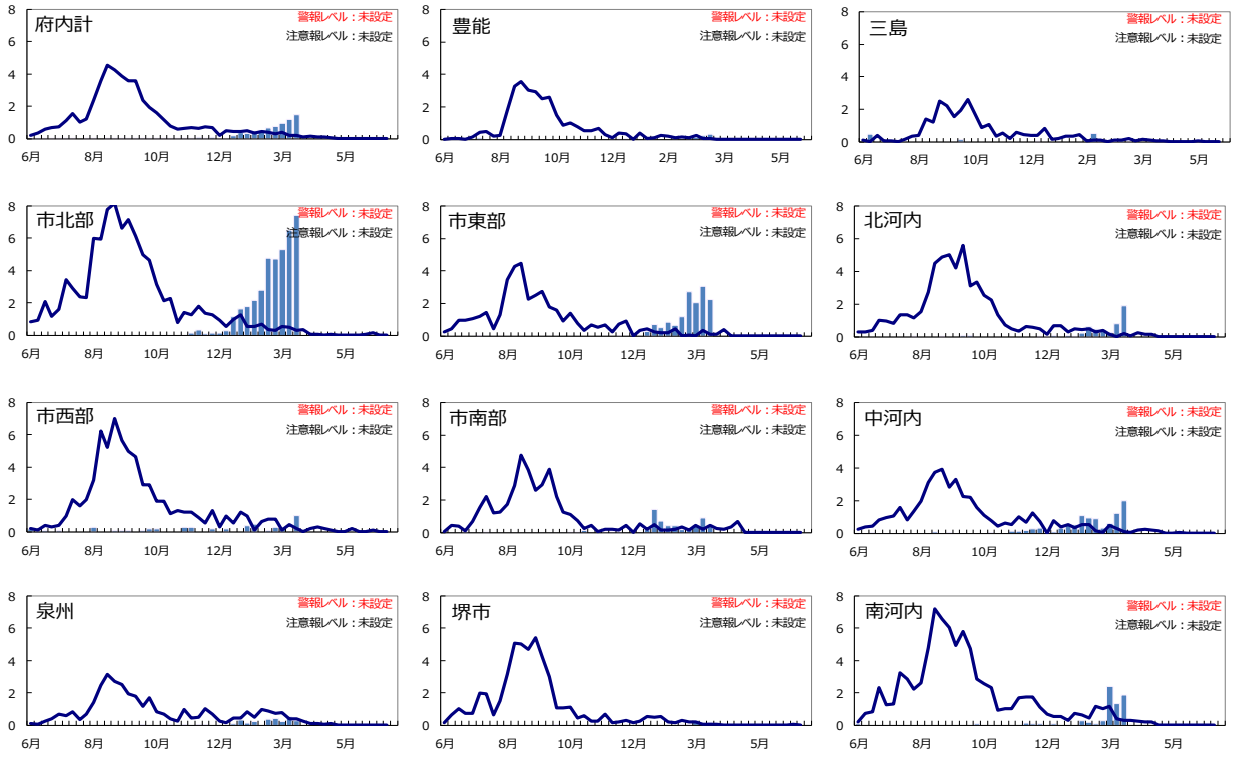 府内計
警報レベル：未設定
注意報レベル：未設定
8
6
4
2
0
6月 8月 10月 12月 3月 5月
豊能
警報レベル：未設定
注意報レベル：未設定
8
6
4
2
0
6月 8月 10月 12月 3月 5月
三島
警報レベル：未設定
注意報レベル：未設定
8
6
4
2
0
6月 8月 10月 12月 2月 3月 5月
市北部
警報レベル：未設定
注意報レベル：未設定
8
6
4
2
0
6月 8月 10月 12月 3月 5月
市東部
警報レベル：未設定
注意報レベル：未設定
8
6
4
2
0
6月 8月 10月 12月 3月 5月
北河内
警報レベル：未設定
注意報レベル：未設定
8
6
4
2
0
6月 8月 10月 12月 3月 5月
市西部
警報レベル：未設定
注意報レベル：未設定
8
6
4
2
0
6月 8月 10月 12月 3月 5月
市南部
警報レベル：未設定
注意報レベル：未設定
8
6
4
2
0
6月 8月 10月 12月 3月 5月
中河内
警報レベル：未設定
注意報レベル：未設定
8
6
4
2
0
6月 8月 10月 12月 3月 5月
泉州
警報レベル：未設定
注意報レベル：未設定
8
6
4
2
0
6月 8月 10月 12月 3月 5月
堺市
警報レベル：未設定
注意報レベル：未設定
8
6
4
2
0
6月 8月 10月 12月 3月 5月
南河内
警報レベル：未設定
注意報レベル：未設定
8
6
4
2
0
6月 8月 10月 12月 3月 5月